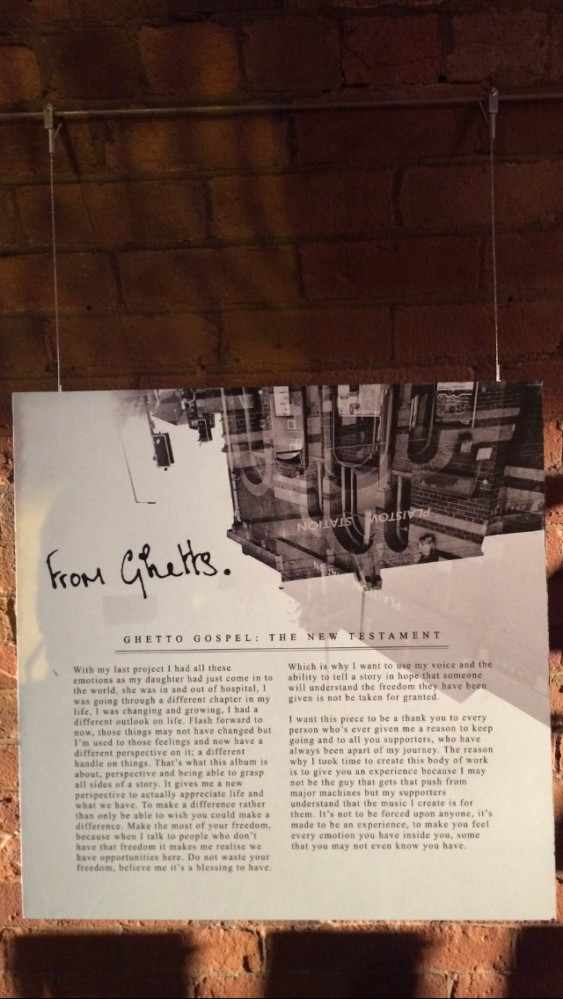 PLAISTOW
STATION
From Ghetts.
GHETTO GOSPEL: THE NEW TESTAMENT
With my last project I had all these
emotions as my daughter had just come in to
the world, she was in and out of hospital, I
was going through a different chapter in my
life, I was changing and growing, I had a
different outlook on life. Flash forward to
now, those things may not have changed but
I'm used to those feelings and now have a
different perspective on it; a different
handle on things. That's what this album is
about, perspective and being able to grasp
all sides of a story. It gives me a new
perspective to actually appreciate life and
what we have. To make a difference rather
than only be able to wish you could make a
difference. Make the most of your freedom,
because when I talk to people who don't
have that freedom it makes me realise we
have opportunities here. Do not waste your
freedom, believe me it's a blessing to have.
Which is why I want to use my voice and the
ability to tell a story in hope that someone
will understand the freedom they have been
given is not be taken for granted.
I want this piece to be a thank you to every
person who's ever given me a reason to keep
going and to all you supporters, who have
always been apart of my journey. The reason
why I took time to create this body of work
is to give you an experience because I may
not be the guy that gets that push from
major machines but my supporters
understand that the music I create is for
them. It's not to be forced upon anyone, it's
made to be an experience, to make you feel
every emotion you have inside you, some
that you may not even know you have.